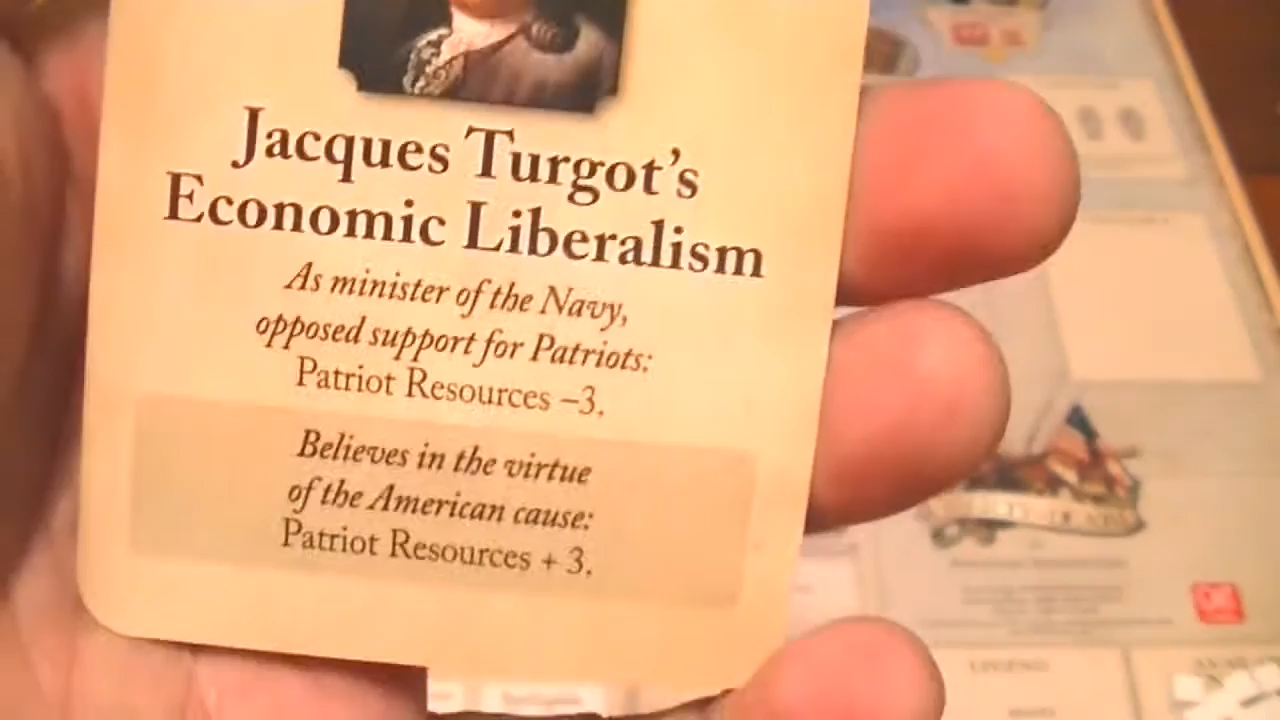 Jacques Turgot's
Economic Liberalism
As minister of the Navy,
opposed support for Patriots:
Patriot Resources –3.
Believes in the virtue
of the American cause:
Patriot Resources + 3.